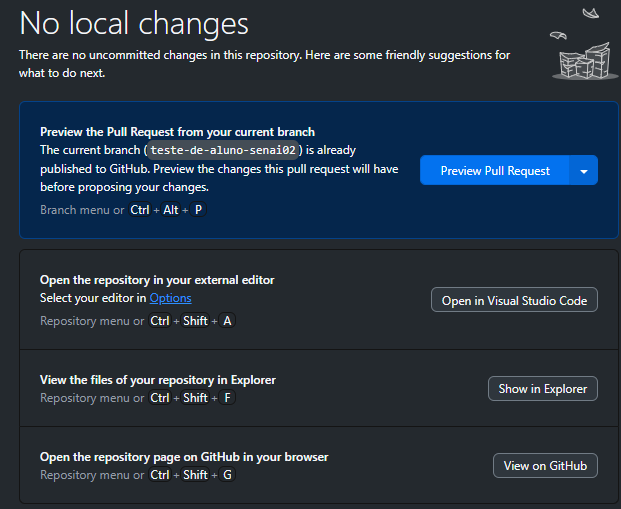 No local changes
There are no uncommitted changes in this repository. Here are some friendly suggestions for
what to do next.
Preview the Pull Request from your current branch
The current branch (teste-de-aluno-senai02) is already
published to GitHub. Preview the changes this pull request will have
before proposing your changes.
Branch menu or Ctrl + Alt + P
Preview Pull Request
Open the repository in your external editor
Select your editor in Options
Repository menu or Ctrl + Shift + A
Open in Visual Studio Code
View the files of your repository in Explorer
Repository menu or Ctrl + Shift + F
Show in Explorer
Open the repository page on GitHub in your browser
Repository menu or Ctrl + Shift + G
View on GitHub